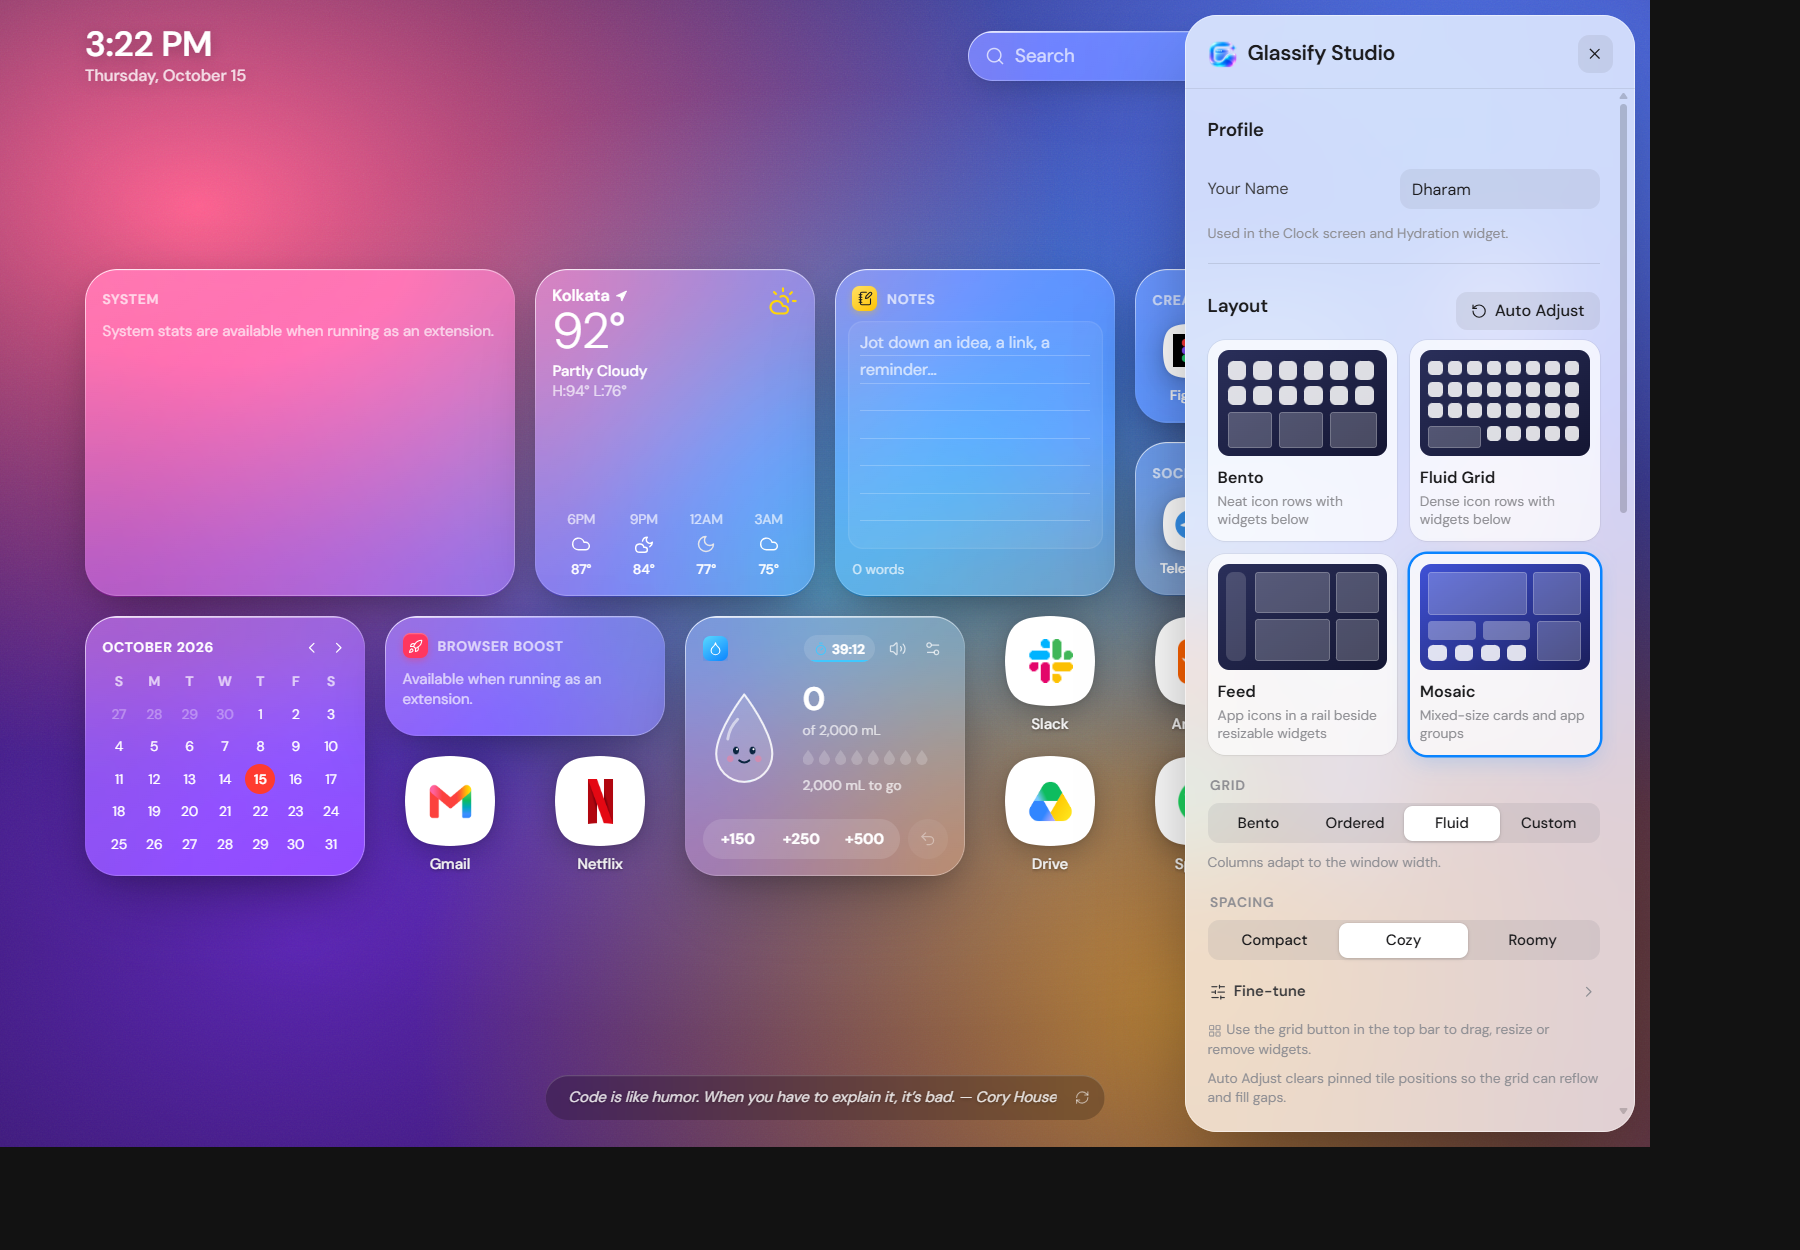 3:22 PM
Thursday, October 15
Search
SYSTEM
System stats are available when running as an extension.
Kolkata
92°
Partly Cloudy
H:94° L:76°
6PM 9PM 12AM 3AM
87° 84° 77° 75°
NOTES
Jot down an idea, a link, a
reminder...
0 words
OCTOBER 2026
S M T W T F S
27 28 29 30 1 2 3
4 5 6 7 8 9 10
11 12 13 14 15 16 17
18 19 20 21 22 23 24
25 26 27 28 29 30 31
BROWSER BOOST
Available when running as an
extension.
Gmail
Netflix
39:12
0
of 2,000 mL
2,000 mL to go
+150 +250 +500
Slack
Drive
Code is like humor. When you have to explain it, it's bad. — Cory House
Glassify Studio
Profile
Your Name
Dharam
Used in the Clock screen and Hydration widget.
Layout
Auto Adjust
Bento
Neat icon rows with
widgets below
Fluid Grid
Dense icon rows with
widgets below
Feed
App icons in a rail beside
resizable widgets
Mosaic
Mixed-size cards and app
groups
GRID
Bento Ordered Fluid Custom
Columns adapt to the window width.
SPACING
Compact Cozy Roomy
Fine-tune
Use the grid button in the top bar to drag, resize or
remove widgets.
Auto Adjust clears pinned tile positions so the grid can reflow
and fill gaps.